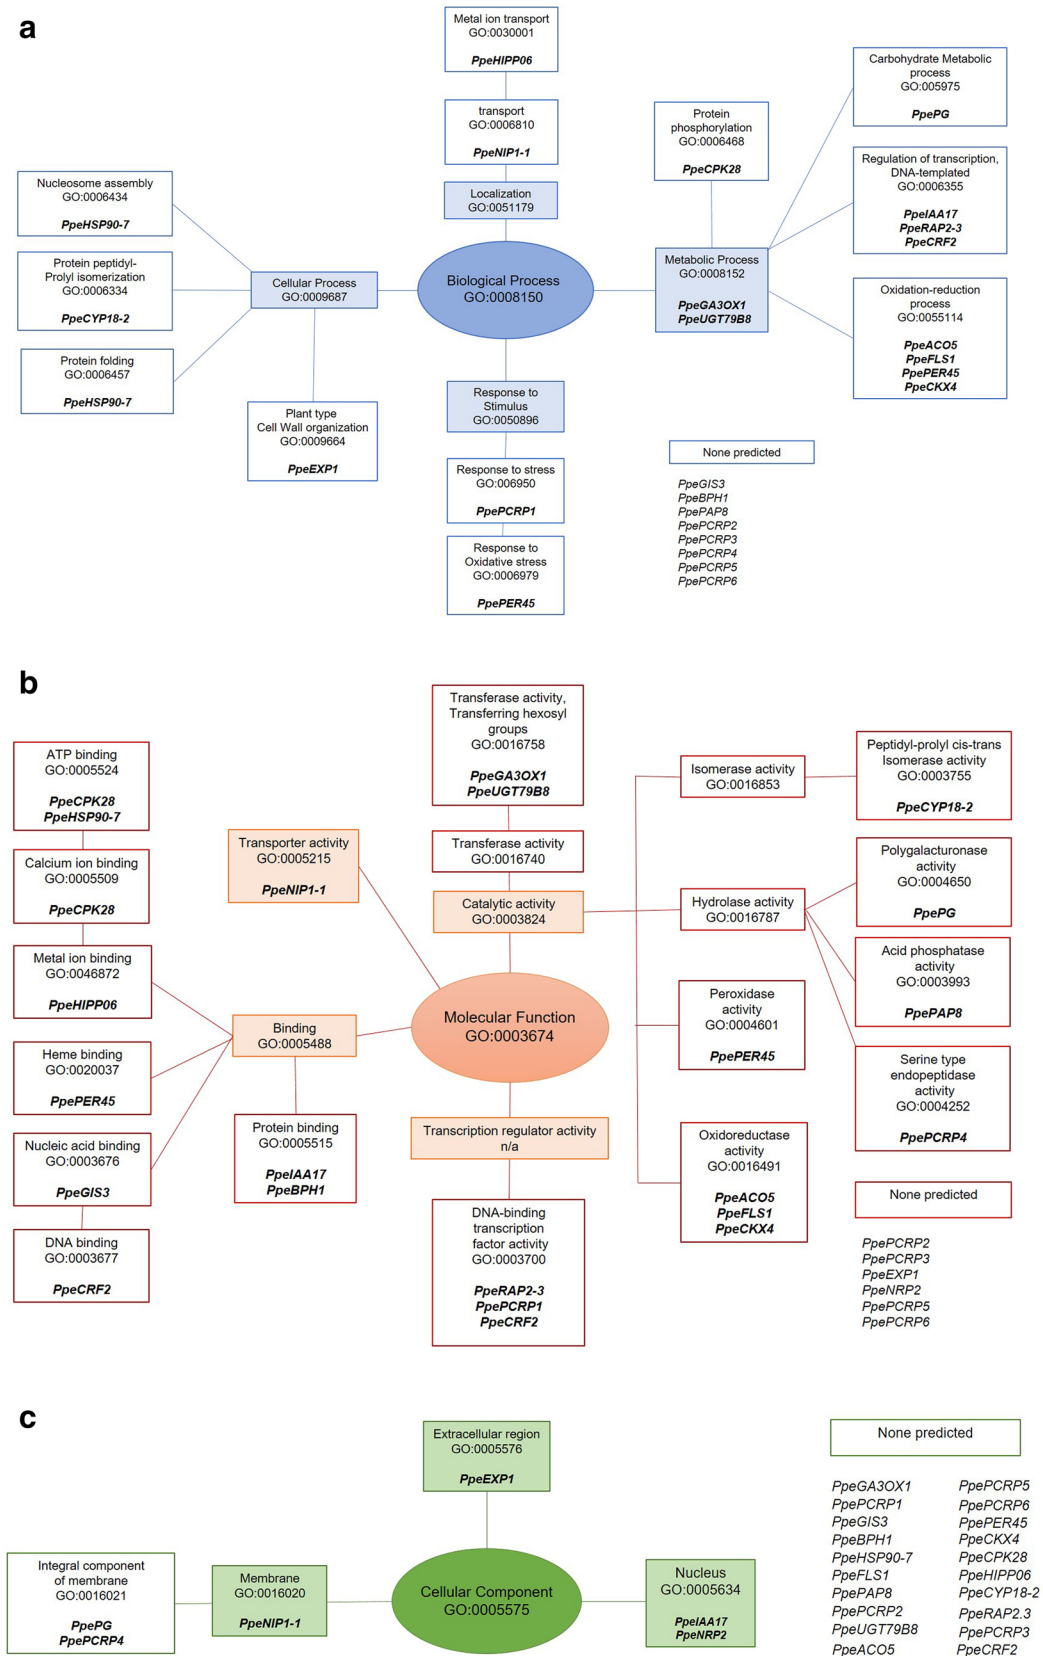 a
Metal ion transport
GO:0030001
PpeHIPP06
transport
GO:0006810
PpeNIP1-1
Localization
GO:0051179
Biological Process
GO:0008150
Nucleosome assembly
GO:0006434
PpeHSP90-7
Protein peptidyl-
Prolyl isomerization
GO:0006334
PpeCYP18-2
Protein folding
GO:0006457
PpeHSP90-7
Cellular Process
GO:0009687
Plant type
Cell Wall organization
GO:0009664
PpeEXP1
Response to
Stimulus
GO:0050896
Response to stress
GO:006950
PpePCRP1
Response to
Oxidative stress
GO:0006979
PpePER45
Protein
phosphorylation
GO:0006468
PpeCPK28
Metabolic Process
GO:0008152
PpeGA3OX1
PpeUGT79B8
Carbohydrate Metabolic
process
GO:005975
PpePG
Regulation of transcription,
DNA-templated
GO:0006355
PpeIAA17
PpeRAP2-3
PpeCRF2
Oxidation-reduction
process
GO:0055114
PpeACO5
PpeFLS1
PpePER45
PpeCKX4
None predicted
PpeGIS3
PpeBPH1
PpePAP8
PpePCRP2
PpePCRP3
PpePCRP4
PpePCRP5
PpePCRP6
b
Transferase activity,
Transferring hexosyl
groups
GO:0016758
PpeGA3OX1
PpeUGT79B8
Transferase activity
GO:0016740
Catalytic activity
GO:0003824
Transporter activity
GO:0005215
PpeNIP1-1
Molecular Function
GO:0003674
ATP binding
GO:0005524
PpeCPK28
PpeHSP90-7
Calcium ion binding
GO:0005509
PpeCPK28
Metal ion binding
GO:0046872
PpeHIPP06
Heme binding
GO:0020037
PpePER45
Nucleic acid binding
GO:0003676
PpeGIS3
DNA binding
GO:0003677
PpeCRF2
Binding
GO:0005488
Protein binding
GO:0005515
PpeIAA17
PpeBPH1
Transcription regulator activity
n/a
DNA-binding
transcription
factor activity
GO:0003700
PpeRAP2-3
PpePCRP1
PpeCRF2
Isomerase activity
GO:0016853
Peptidyl-prolyl cis-trans
Isomerase activity
GO:0003755
PpeCYP18-2
Hydrolase activity
GO:0016787
Polygalacturonase
activity
GO:0004650
PpePG
Acid phosphatase
activity
GO:0003993
PpePAP8
Serine type
endopeptidase
activity
GO:0004252
PpePCRP4
Peroxidase
activity
GO:0004601
PpePER45
Oxidoreductase
activity
GO:0016491
PpeACO5
PpeFLS1
PpeCKX4
None predicted
PpePCRP2
PpePCRP3
PpeEXP1
PpeNRP2
PpePCRP5
PpePCRP6
c
Extracellular region
GO:0005576
PpeEXP1
Cellular Component
GO:0005575
Integral component
of membrane
GO:0016021
PpePG
PpePCRP4
Membrane
GO:0016020
PpeNIP1-1
Nucleus
GO:0005634
PpeIAA17
PpeNRP2
None predicted
PpeGA3OX1
PpePCRP1
PpeGIS3
PpeBPH1
PpeHSP90-7
PpeFLS1
PpePAP8
PpePCRP2
PpeUGT79B8
PpeACO5
PpePCRP5
PpePCRP6
PpePER45
PpeCKX4
PpeCPK28
PpeHIPP06
PpeCYP18-2
PpeRAP2.3
PpePCRP3
PpeCRF2